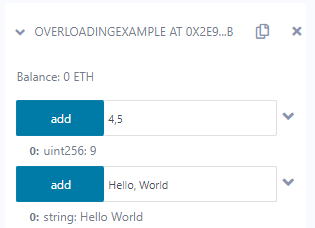 OVERLOADINGEXAMPLE AT 0X2E9...B
Balance: 0 ETH
add 4,5
0: uint256: 9
add Hello, World
0: string: Hello World